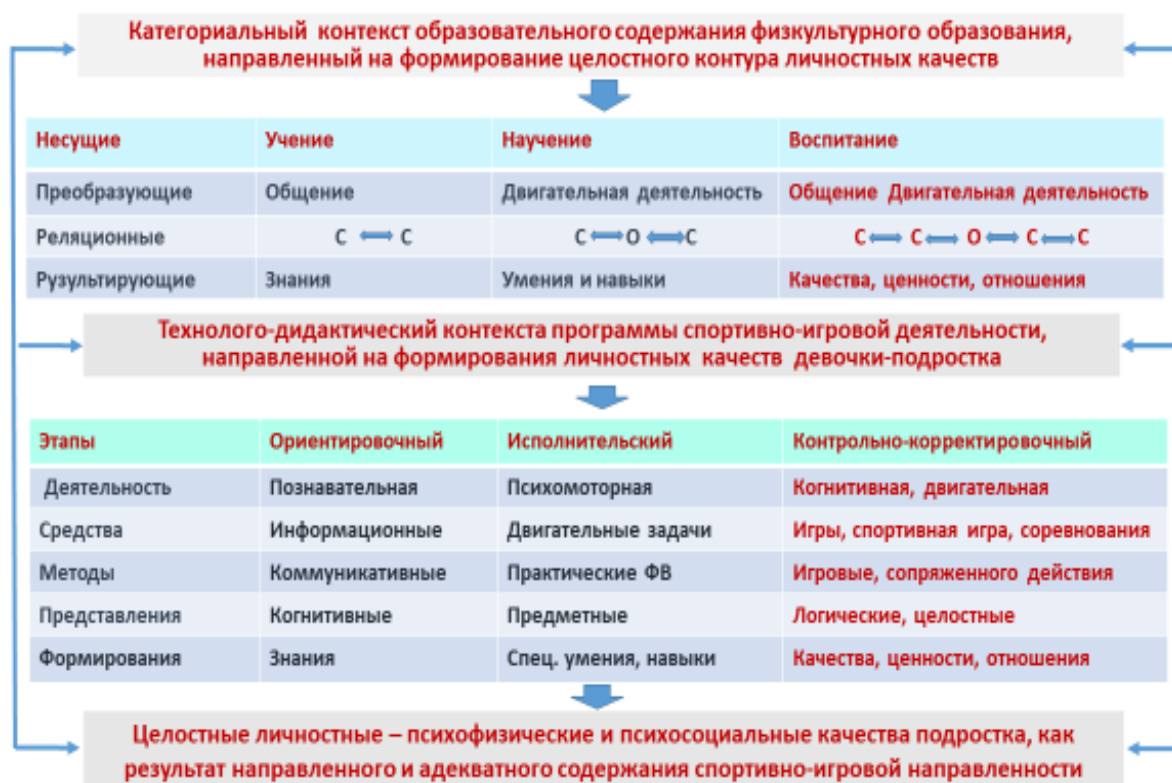 Категориальный контекст образовательного содержания физкультурного образования,
направленный на формирование целостного контура личностных качеств
Несущие Учение Научение Воспитание
Преобразующие Общение Двигательная деятельность Общение Двигательная деятельность
Реляционные С ⟷ С С ⟷ О ⟷ С С ⟷ С ⟷ О ⟷ С ⟷ С
Рузультирующие Знания Умения и навыки Качества, ценности, отношения
Технолого-дидактический контекста программы спортивно-игровой деятельности,
направленной на формирования личностных качеств девочки-подростка
Этапы Ориентировочный Исполнительский Контрольно-корректировочный
Деятельность Познавательная Психомоторная Когнитивная, двигательная
Средства Информационные Двигательные задачи Игры, спортивная игра, соревнования
Методы Коммуникативные Практические ФВ Игровые, сопряженного действия
Представления Когнитивные Предметные Логические, целостные
Формирования Знания Спец. умения, навыки Качества, ценности, отношения
Целостные личностные – психофизические и психосоциальные качества подростка, как
результат направленного и адекватного содержания спортивно-игровой направленности